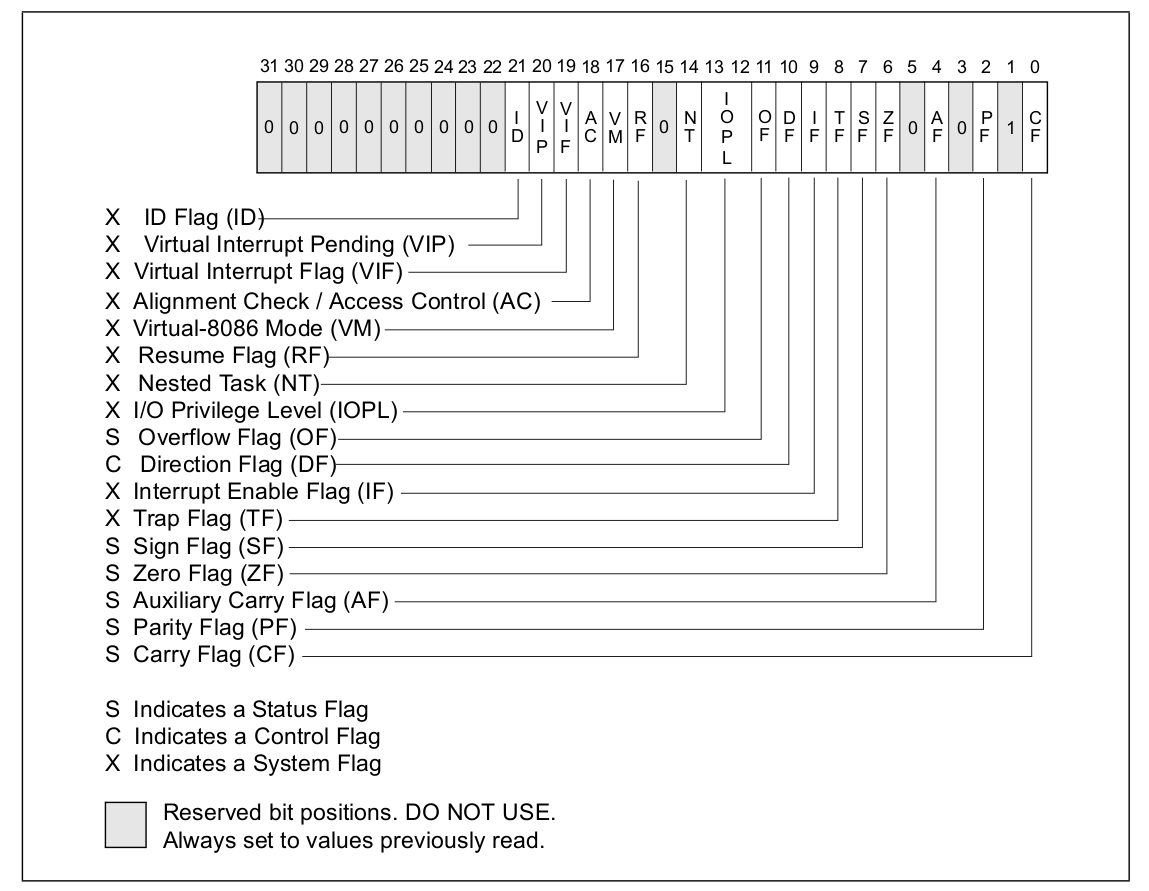 31 30 29 28 27 26 25 24 23 22 21 20 19 18 17 16 15 14 13 12 11 10 9 8 7 6 5 4 3 2 1 0
0 0 0 0 0 0 0 0 0 0 ID VIP VIF AC VM RF 0 NT IOPL OF DF IF TF SF ZF 0 AF 0 PF 1 CF
X ID Flag (ID)
X Virtual Interrupt Pending (VIP)
X Virtual Interrupt Flag (VIF)
X Alignment Check / Access Control (AC)
X Virtual-8086 Mode (VM)
X Resume Flag (RF)
X Nested Task (NT)
X I/O Privilege Level (IOPL)
S Overflow Flag (OF)
C Direction Flag (DF)
X Interrupt Enable Flag (IF)
X Trap Flag (TF)
S Sign Flag (SF)
S Zero Flag (ZF)
S Auxiliary Carry Flag (AF)
S Parity Flag (PF)
S Carry Flag (CF)
S Indicates a Status Flag
C Indicates a Control Flag
X Indicates a System Flag
Reserved bit positions. DO NOT USE.
Always set to values previously read.